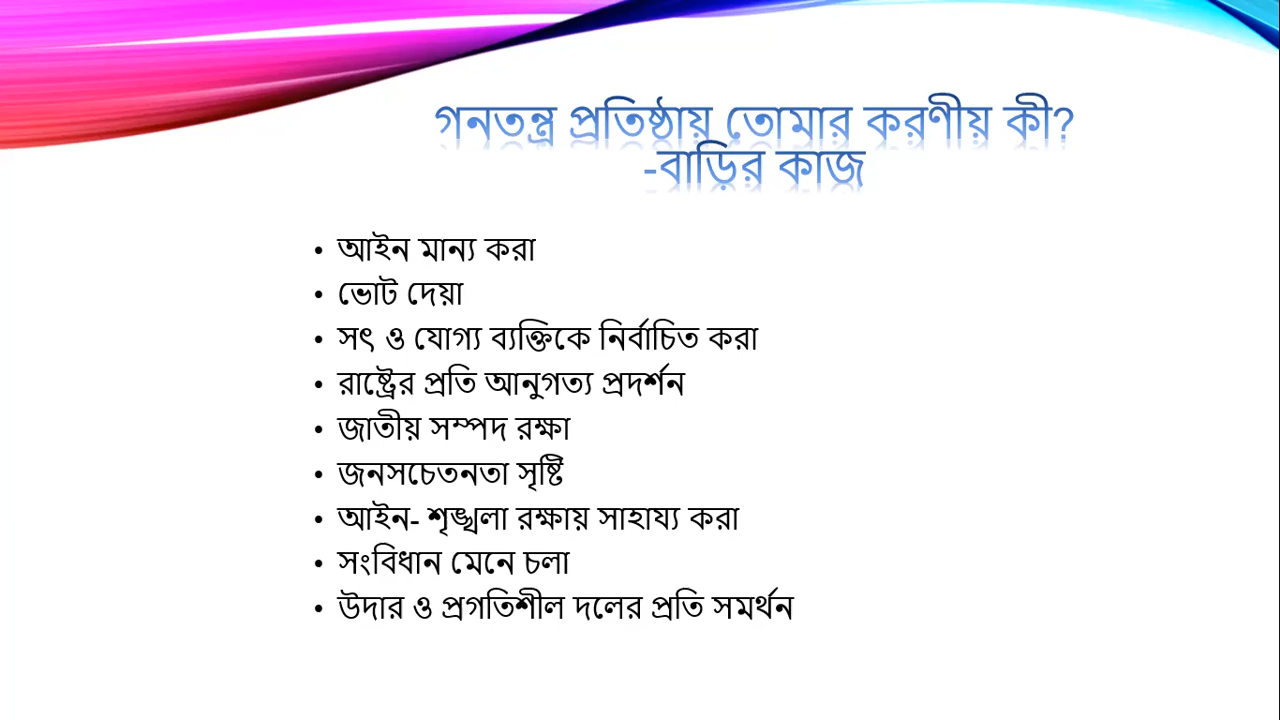 গনতন্ত্র প্রতিষ্ঠায় তোমার করণীয় কী?
-বাড়ির কাজ
• আইন মান্য করা
• ভোট দেয়া
• সৎ ও যোগ্য ব্যক্তিকে নির্বাচিত করা
• রাষ্ট্রের প্রতি আনুগত্য প্রদর্শন
• জাতীয় সম্পদ রক্ষা
• জনসচেতনতা সৃষ্টি
• আইন- শৃঙ্খলা রক্ষায় সাহায্য করা
• সংবিধান মেনে চলা
• উদার ও প্রগতিশীল দলের প্রতি সমর্থন